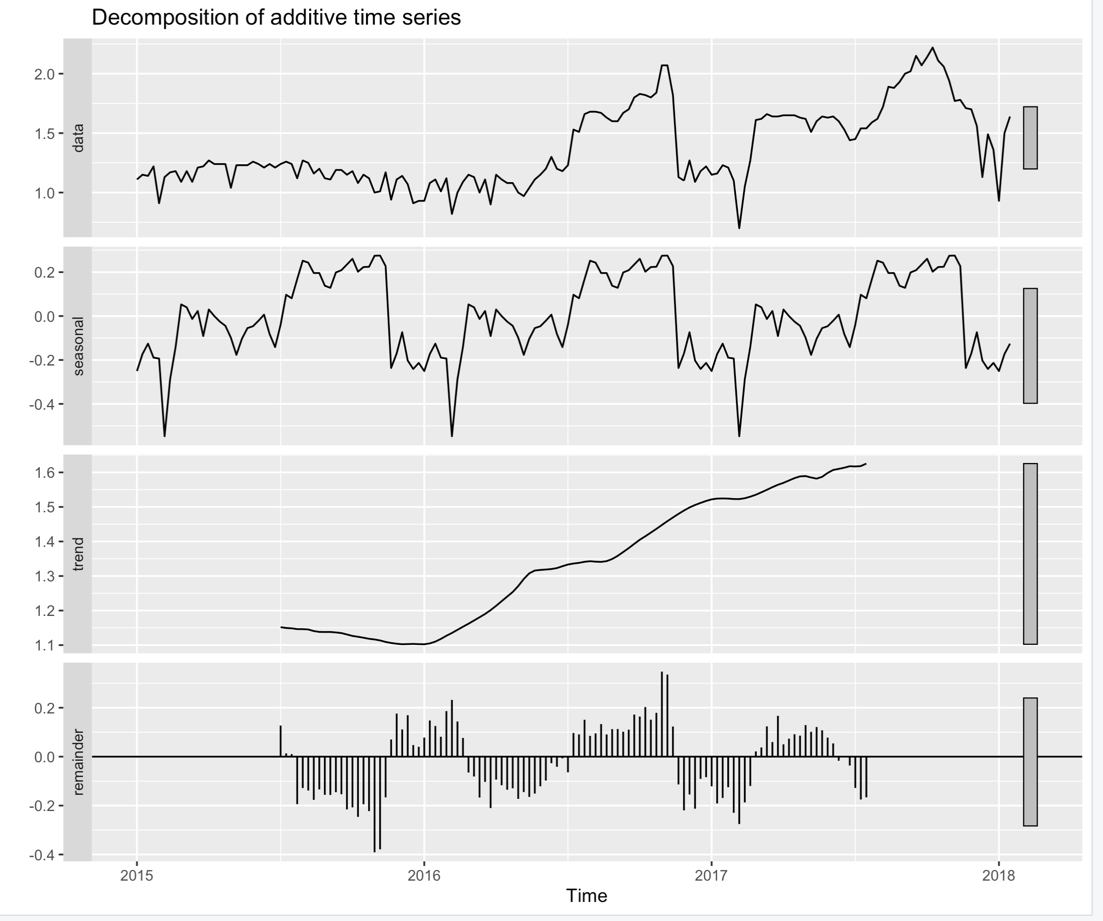 Decomposition of additive time series
data
2.0
1.5
1.0
seasonal
0.2
0.0
-0.2
-0.4
trend
1.6
1.5
1.4
1.3
1.2
1.1
remainder
0.2
0.0
-0.2
-0.4
2015 2016 2017 2018
Time